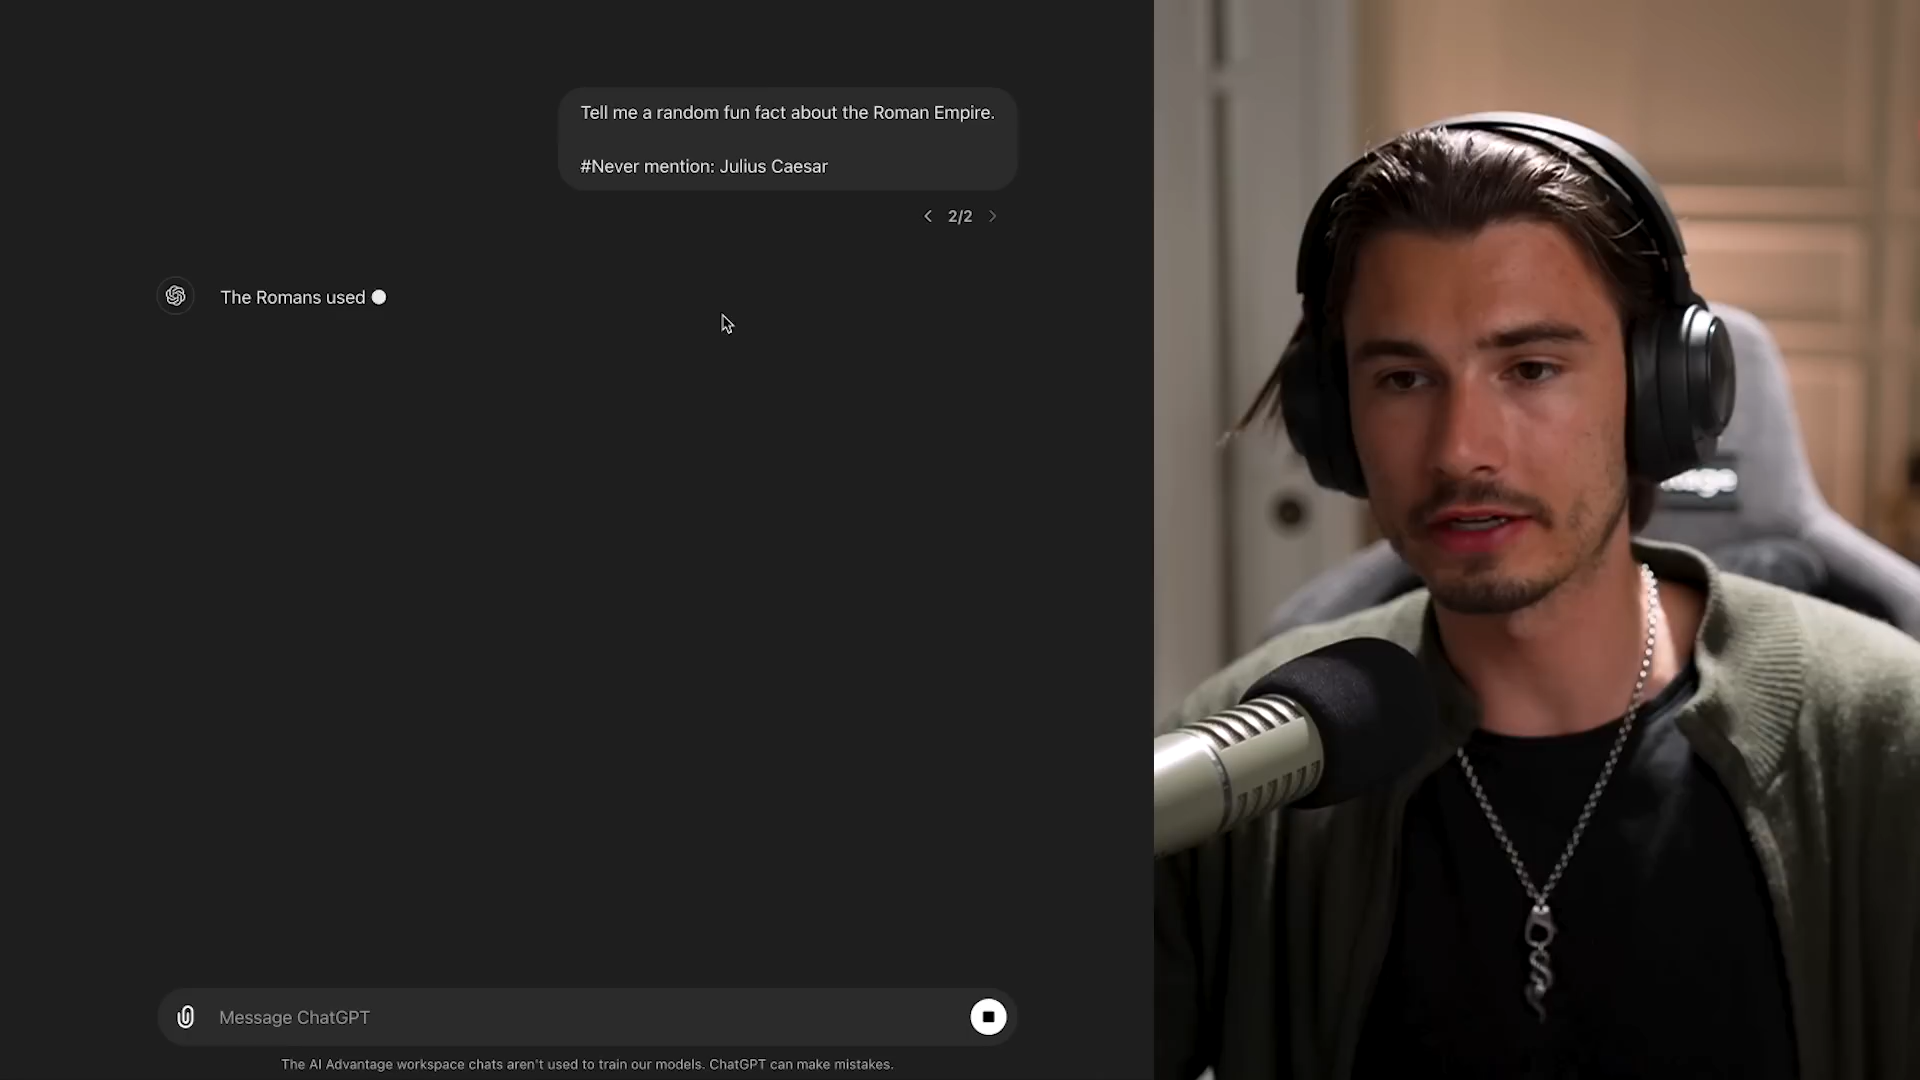 Tell me a random fun fact about the Roman Empire.
#Never mention: Julius Caesar
2/2
The Romans used
Message ChatGPT
The AI Advantage workspace chats aren't used to train our models. ChatGPT can make mistakes.